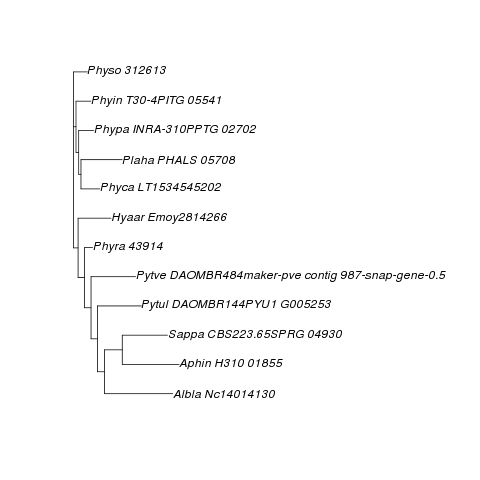 Physo 312613
Phyin T30-4PITG 05541
Phypa INRA-310PPTG 02702
Plaha PHALS 05708
Phyca LT1534545202
Hyaar Emoy2814266
Phyra 43914
Pytve DAOMBR484maker-pve contig 987-snap-gene-0.5
Pytul DAOMBR144PYU1 G005253
Sappa CBS223.65SPRG 04930
Aphin H310 01855
Albla Nc14014130